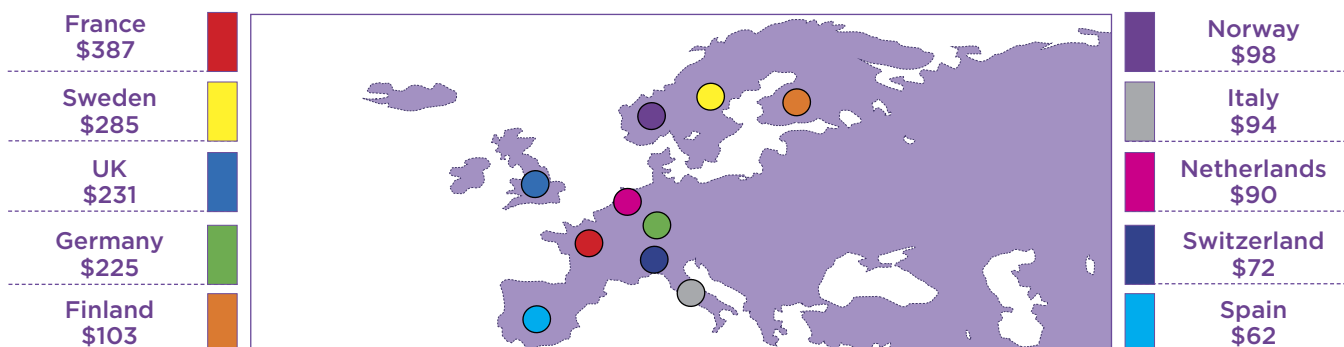 France
$387
Sweden
$285
UK
$231
Germany
$225
Finland
$103
Norway
$98
Italy
$94
Netherlands
$90
Switzerland
$72
Spain
$62